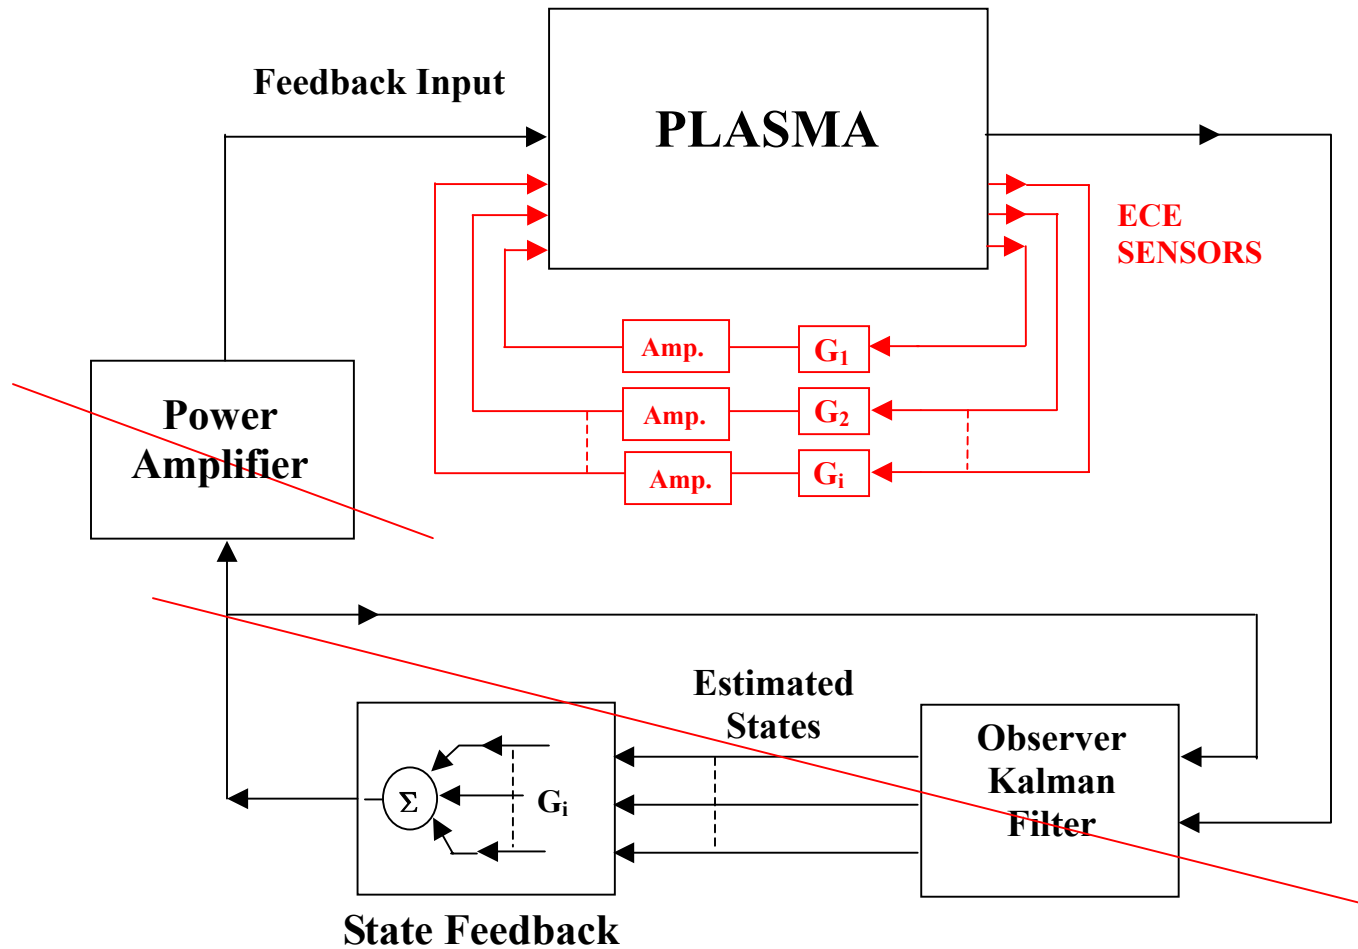 Feedback Input
PLASMA
ECE
SENSORS
Amp.
G₁
Amp.
G₂
Amp.
Gᵢ
Power
Amplifier
Estimated
States
Observer
Kalman
Filter
Σ
Gᵢ
State Feedback